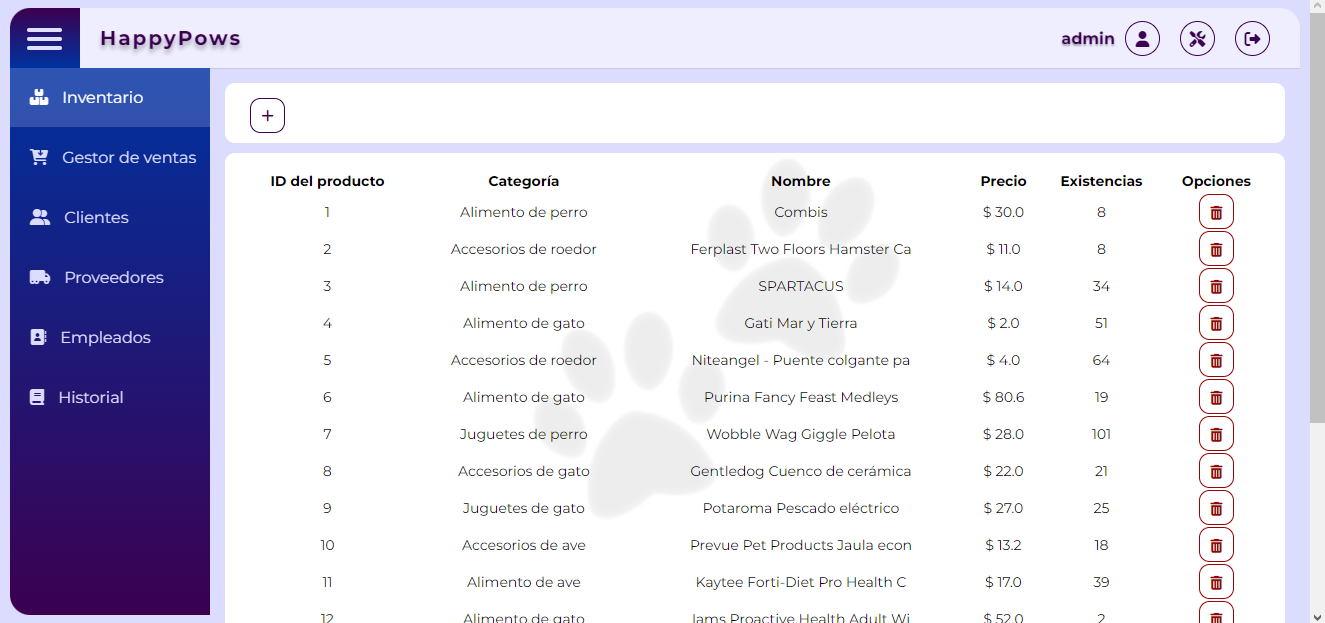 HappyPows
admin
Inventario
Gestor de ventas
Clientes
Proveedores
Empleados
Historial
+
ID del producto Categoría Nombre Precio Existencias Opciones
1 Alimento de perro Combis $ 30.0 8
2 Accesorios de roedor Ferplast Two Floors Hamster Ca $ 11.0 8
3 Alimento de perro SPARTACUS $ 14.0 34
4 Alimento de gato Gati Mar y Tierra $ 2.0 51
5 Accesorios de roedor Niteangel - Puente colgante pa $ 4.0 64
6 Alimento de gato Purina Fancy Feast Medleys $ 80.6 19
7 Juguetes de perro Wobble Wag Giggle Pelota $ 28.0 101
8 Accesorios de gato Gentledog Cuenco de cerámica $ 22.0 21
9 Juguetes de gato Potaroma Pescado eléctrico $ 27.0 25
10 Accesorios de ave Prevue Pet Products Jaula econ $ 13.2 18
11 Alimento de ave Kaytee Forti-Diet Pro Health C $ 17.0 39
12 Alimento de gato Iams Proactive Health Adult Wi $ 52.0 2